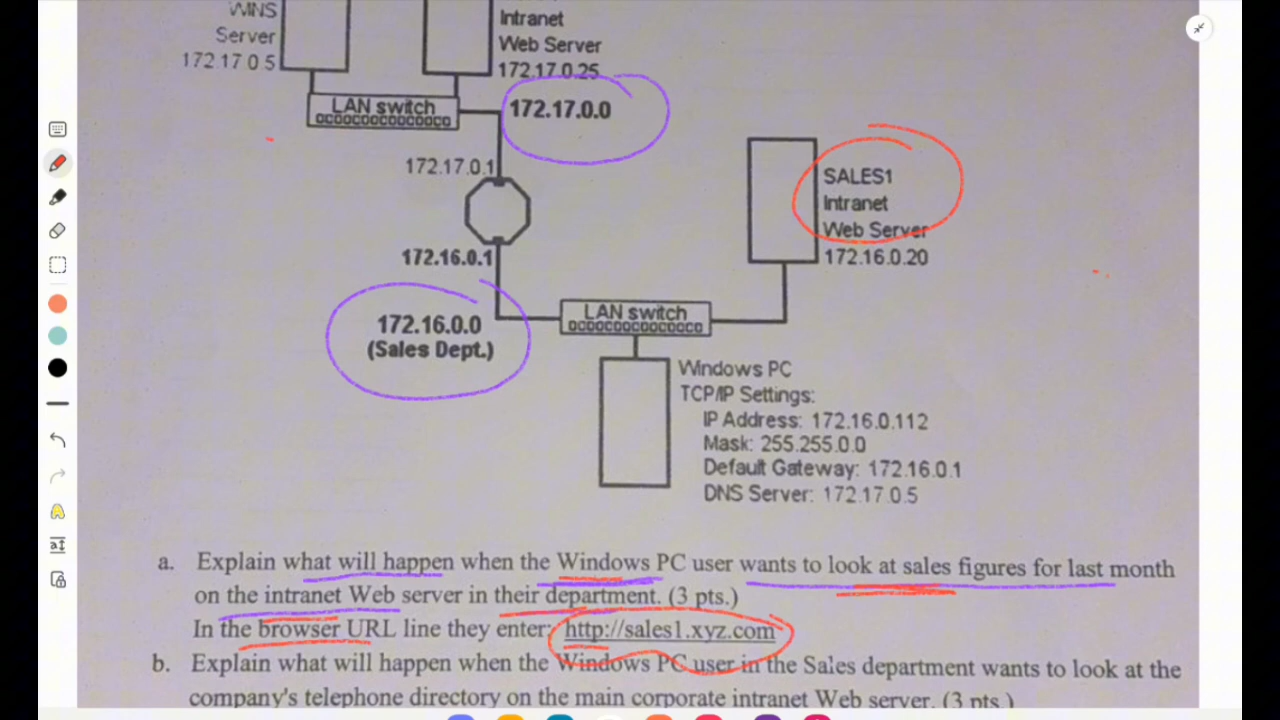 WINS
Server
172.17.0.5
Intranet
Web Server
172.17.0.25
LAN switch
172.17.0.0
172.17.0.1
SALES1
Intranet
Web Server
172.16.0.20
172.16.0.1
172.16.0.0
(Sales Dept.)
LAN switch
Windows PC
TCP/IP Settings:
IP Address: 172.16.0.112
Mask: 255.255.0.0
Default Gateway: 172.16.0.1
DNS Server: 172.17.0.5
a. Explain what will happen when the Windows PC user wants to look at sales figures for last month
on the intranet Web server in their department. (3 pts.)
In the browser URL line they enter: http://sales1.xyz.com
b. Explain what will happen when the Windows PC user in the Sales department wants to look at the
company's telephone directory on the main corporate intranet Web server. (3 pts.)